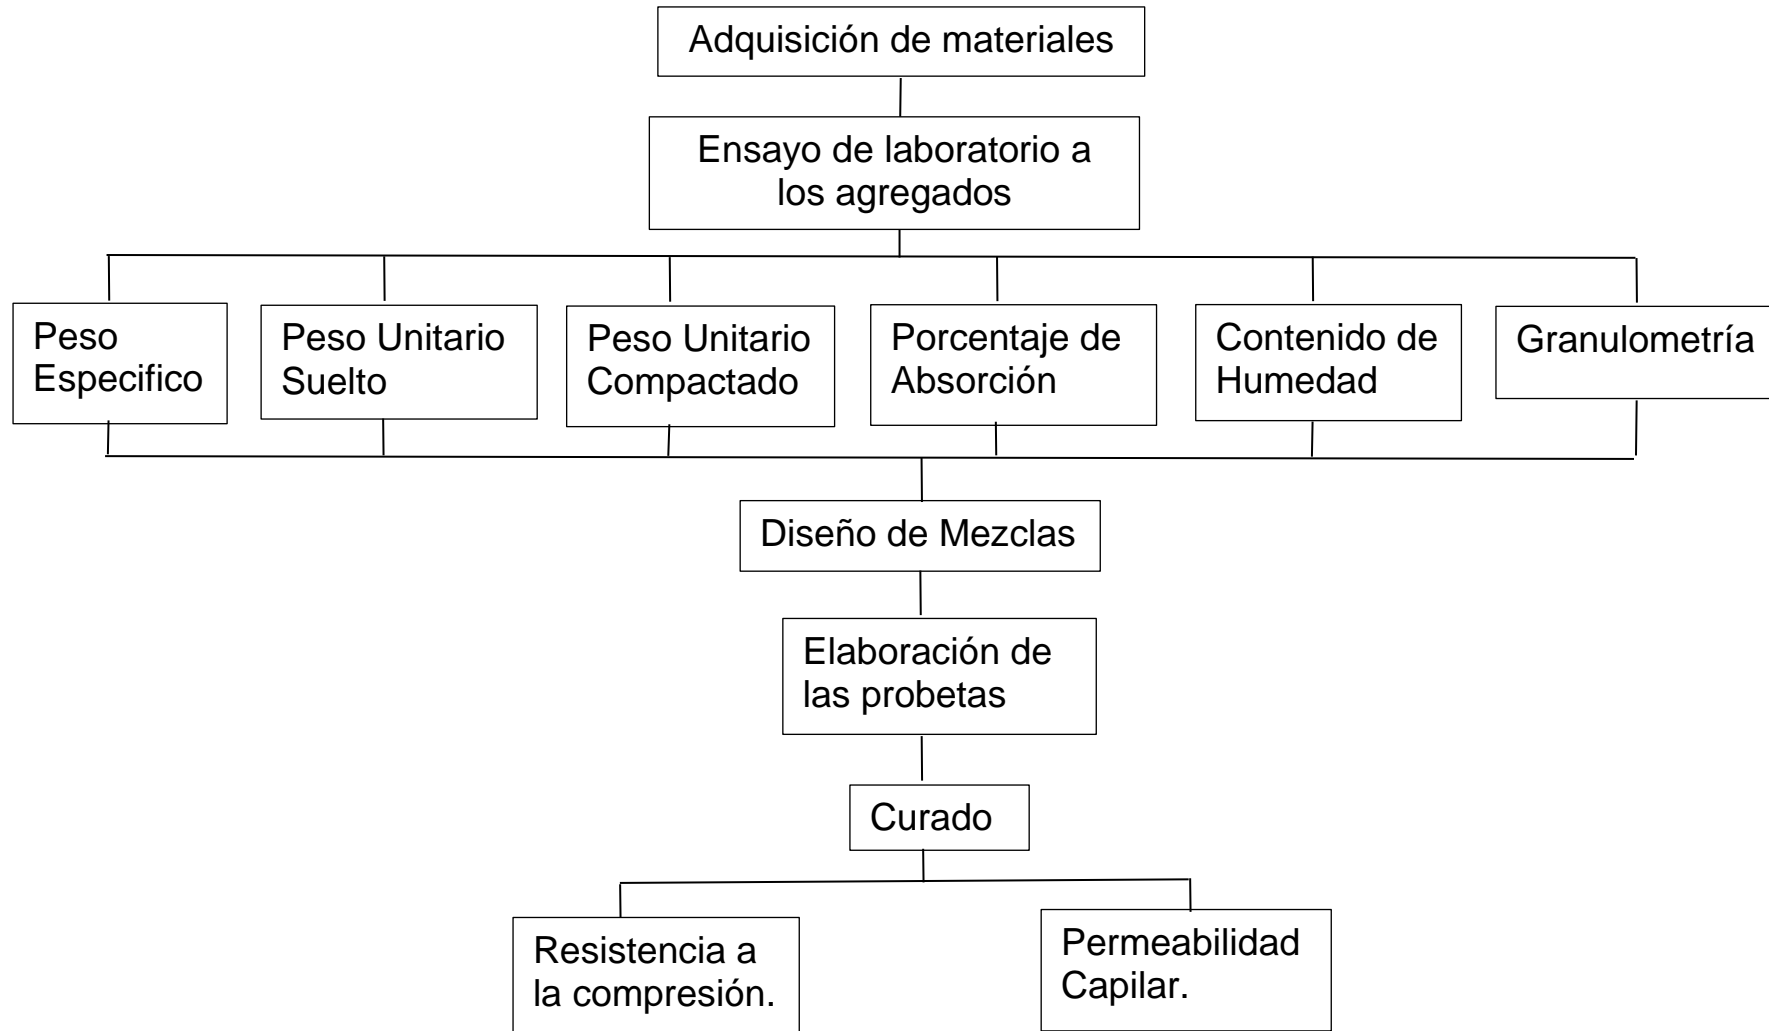 Adquisición de materiales
Ensayo de laboratorio a
los agregados
Peso
Especifico
Peso Unitario
Suelto
Peso Unitario
Compactado
Porcentaje de
Absorción
Contenido de
Humedad
Granulometría
Diseño de Mezclas
Elaboración de
las probetas
Curado
Resistencia a
la compresión.
Permeabilidad
Capilar.